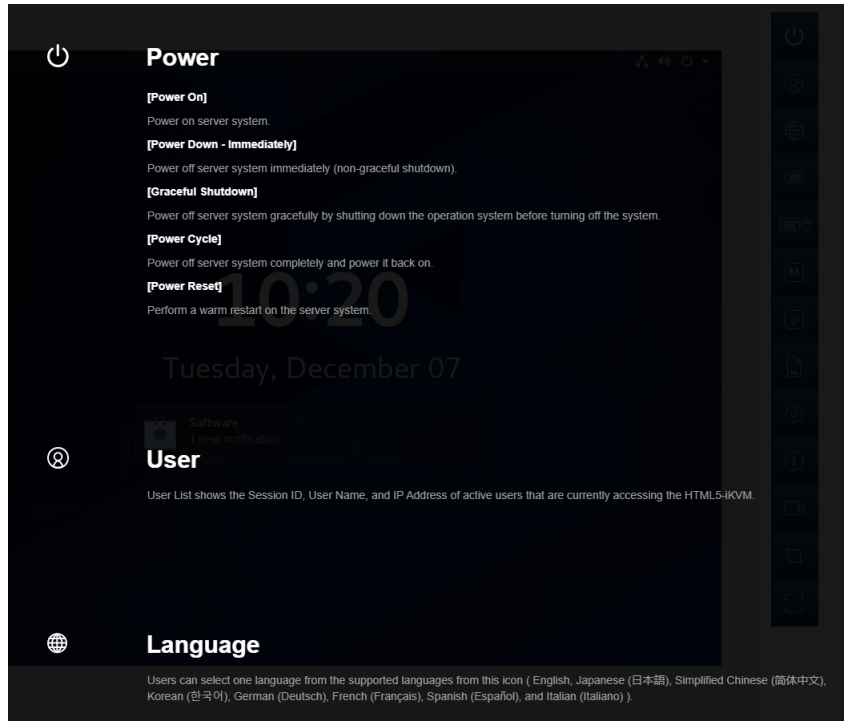 Power
[Power On]
Power on server system.
[Power Down - Immediately]
Power off server system immediately (non-graceful shutdown).
[Graceful Shutdown]
Power off server system gracefully by shutting down the operation system before turning off the system.
[Power Cycle]
Power off server system completely and power it back on.
[Power Reset]
10:20
Perform a warm restart on the server system.
Tuesday, December 07
Software
1 new notification
User
User List shows the Session ID, User Name, and IP Address of active users that are currently accessing the HTML5-iKVM.
Language
Users can select one language from the supported languages from this icon ( English, Japanese (日本語), Simplified Chinese (简体中文),
Korean (한국어), German (Deutsch), French (Français), Spanish (Español), and Italian (Italiano) ).
M